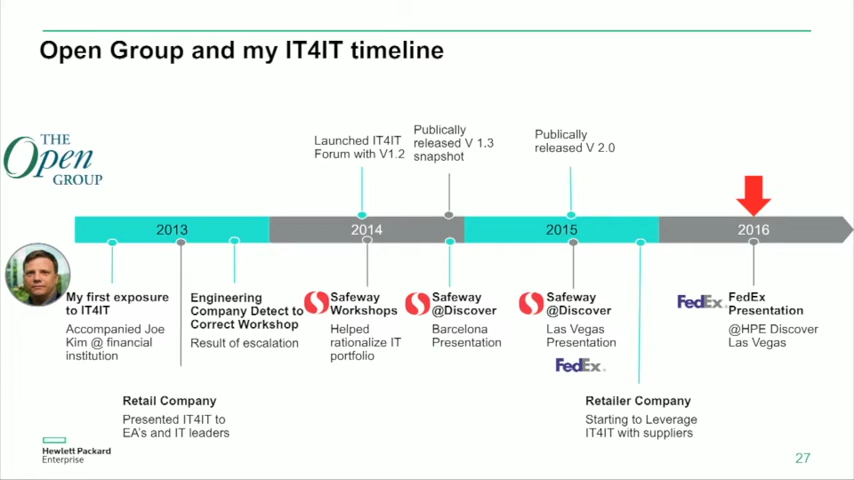 Open Group and my IT4IT timeline
THE
Open
GROUP
Launched IT4IT
Forum with V1.2
Publically
released V 1.3
snapshot
Publically
released V 2.0
2013
2014
2015
2016
My first exposure
to IT4IT
Accompanied Joe
Kim @ financial
institution
Engineering
Company Detect to
Correct Workshop
Result of escalation
Safeway
Workshops
Helped
rationalize IT
portfolio
Safeway
@Discover
Barcelona
Presentation
Safeway
@Discover
Las Vegas
Presentation
FedEx
FedEx
FedEx
Presentation
@HPE Discover
Las Vegas
Retail Company
Presented IT4IT to
EA's and IT leaders
Retailer Company
Starting to Leverage
IT4IT with suppliers
Hewlett Packard
Enterprise
27